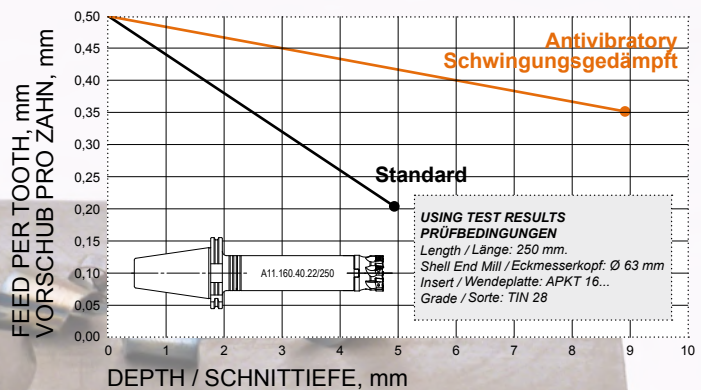 FEED PER TOOTH, mm
VORSCHUB PRO ZAHN, mm
0,50
0,45
0,40
0,35
0,30
0,25
0,20
0,15
0,10
0,05
0,00
Antivibratory
Schwingungsgedämpft
Standard
A11.160.40.22/250
USING TEST RESULTS
PRÜFBEDINGUNGEN
Length / Länge: 250 mm.
Shell End Mill / Eckmesserkopf: Ø 63 mm
Insert / Wendeplatte: APKT 16...
Grade / Sorte: TIN 28
0 1 2 3 4 5 6 7 8 9 10
DEPTH / SCHNITTIEFE, mm